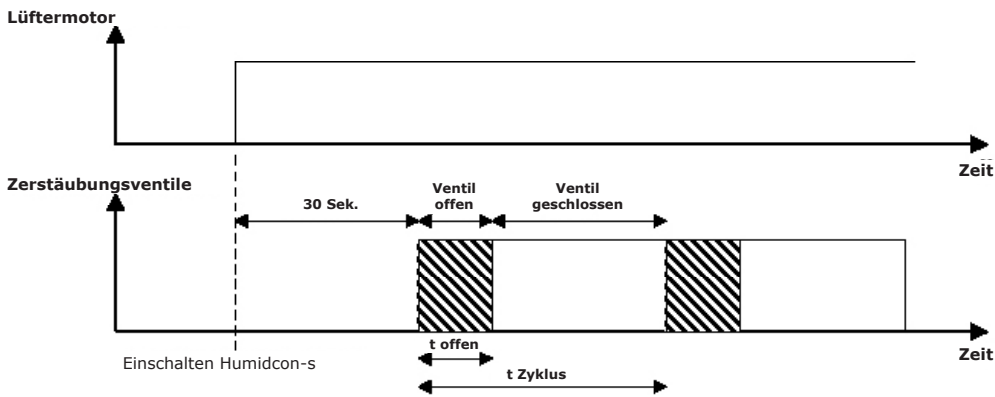 Lüftermotor
Zeit
Zerstäubungsventile
30 Sek.
Ventil
offen
Ventil
geschlossen
t offen
Zeit
Einschalten Humidcon-s
t Zyklus